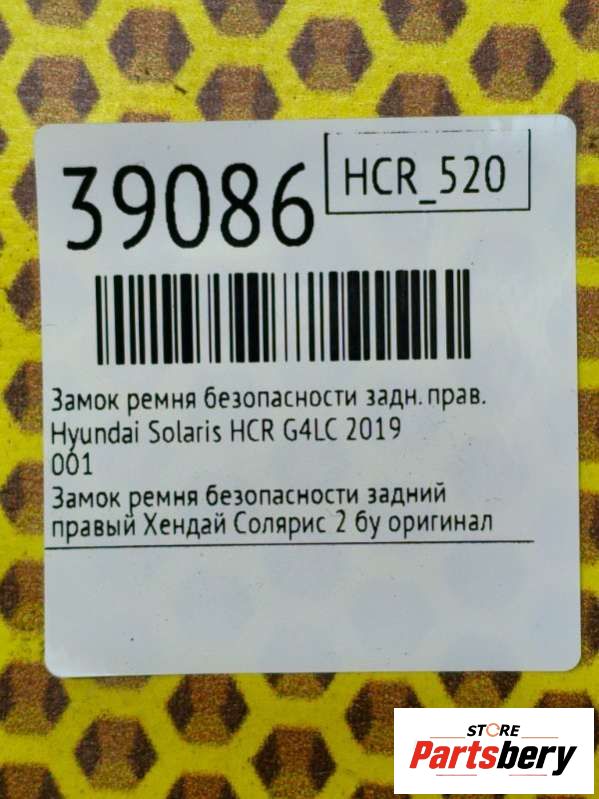 39086
HCR_520
Замок ремня безопасности задн. прав.
Hyundai Solaris HCR G4LC 2019
001
Замок ремня безопасности задний
правый Хендай Солярис 2 бу оригинал
STORE
Partsbery